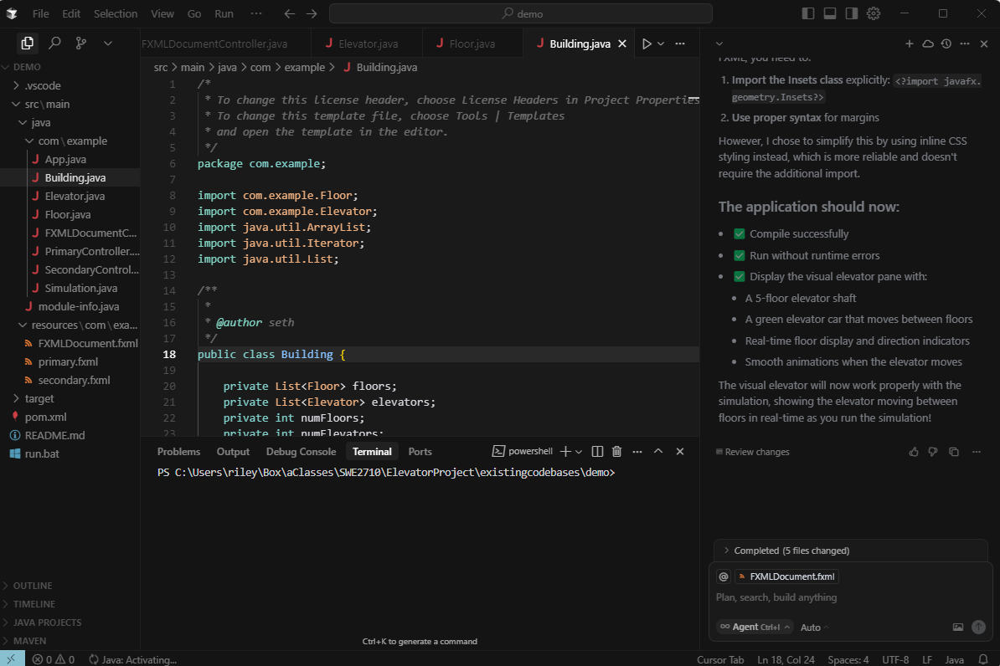 File Edit Selection View Go Run ··· demo
FXMLDocumentController.java Elevator.java Floor.java Building.java
src > main > java > com > example > Building.java
DEMO
.vscode
src\main
java
com\example
App.java
Building.java
Elevator.java
Floor.java
FXMLDocumentC...
PrimaryController....
SecondaryControl...
Simulation.java
module-info.java
resources\com\exa...
FXMLDocument.fxml
primary.fxml
secondary.fxml
target
pom.xml
README.md
run.bat
OUTLINE
TIMELINE
JAVA PROJECTS
MAVEN
1 /*
2 * To change this license header, choose License Headers in Project Properties
3 * To change this template file, choose Tools | Templates
4 * and open the template in the editor.
5 */
6 package com.example;
7
8 import com.example.Floor;
9 import com.example.Elevator;
10 import java.util.ArrayList;
11 import java.util.Iterator;
12 import java.util.List;
13
14 /**
15 *
16 * @author seth
17 */
18 public class Building {
19
20 private List<Floor> floors;
21 private List<Elevator> elevators;
22 private int numFloors;
23 private int numElevators;
Problems Output Debug Console Terminal Ports powershell
PS C:\Users\riley\Box\aClasses\SWE2710\ElevatorProject\existingcodebases\demo>
Ctrl+K to generate a command
FXML, you need to:
1. Import the Insets class explicitly: <?import javafx.
geometry.Insets?>
2. Use proper syntax for margins
However, I chose to simplify this by using inline CSS
styling instead, which is more reliable and doesn't
require the additional import.
The application should now:
• ✅ Compile successfully
• ✅ Run without runtime errors
• ✅ Display the visual elevator pane with:
• A 5-floor elevator shaft
• A green elevator car that moves between floors
• Real-time floor display and direction indicators
• Smooth animations when the elevator moves
The visual elevator will now work properly with the
simulation, showing the elevator moving between
floors in real-time as you run the simulation!
Review changes
Completed (5 files changed)
@ FXMLDocument.fxml
Plan, search, build anything
∞ Agent Ctrl+I Auto
0 0 Java: Activating... Cursor Tab Ln 18, Col 24 Spaces: 4 UTF-8 LF Java